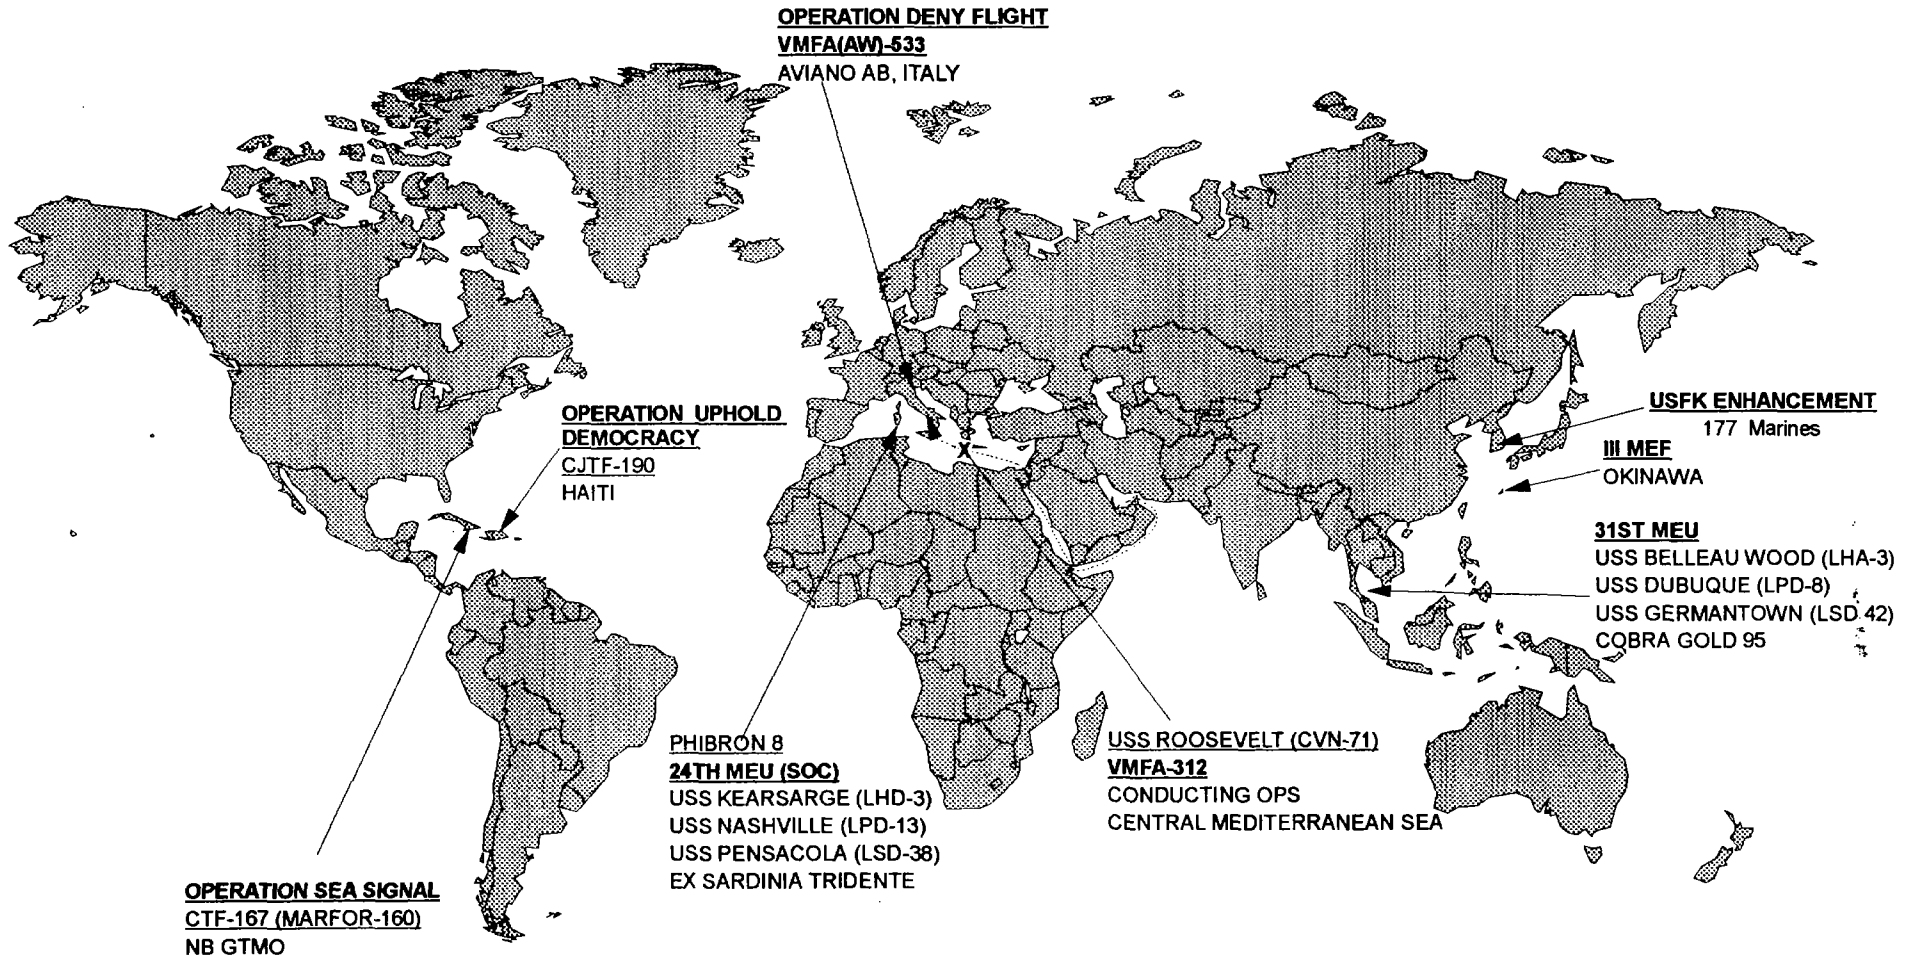 OPERATION DENY FLIGHT
VMFA(AW)-533
AVIANO AB, ITALY
OPERATION UPHOLD
DEMOCRACY
CJTF-190
HAITI
USFK ENHANCEMENT
177 Marines
III MEF
OKINAWA
31ST MEU
USS BELLEAU WOOD (LHA-3)
USS DUBUQUE (LPD-8)
USS GERMANTOWN (LSD 42)
COBRA GOLD 95
X
PHIBRON 8
24TH MEU (SOC)
USS KEARSARGE (LHD-3)
USS NASHVILLE (LPD-13)
USS PENSACOLA (LSD-38)
EX SARDINIA TRIDENTE
USS ROOSEVELT (CVN-71)
VMFA-312
CONDUCTING OPS
CENTRAL MEDITERRANEAN SEA
OPERATION SEA SIGNAL
CTF-167 (MARFOR-160)
NB GTMO